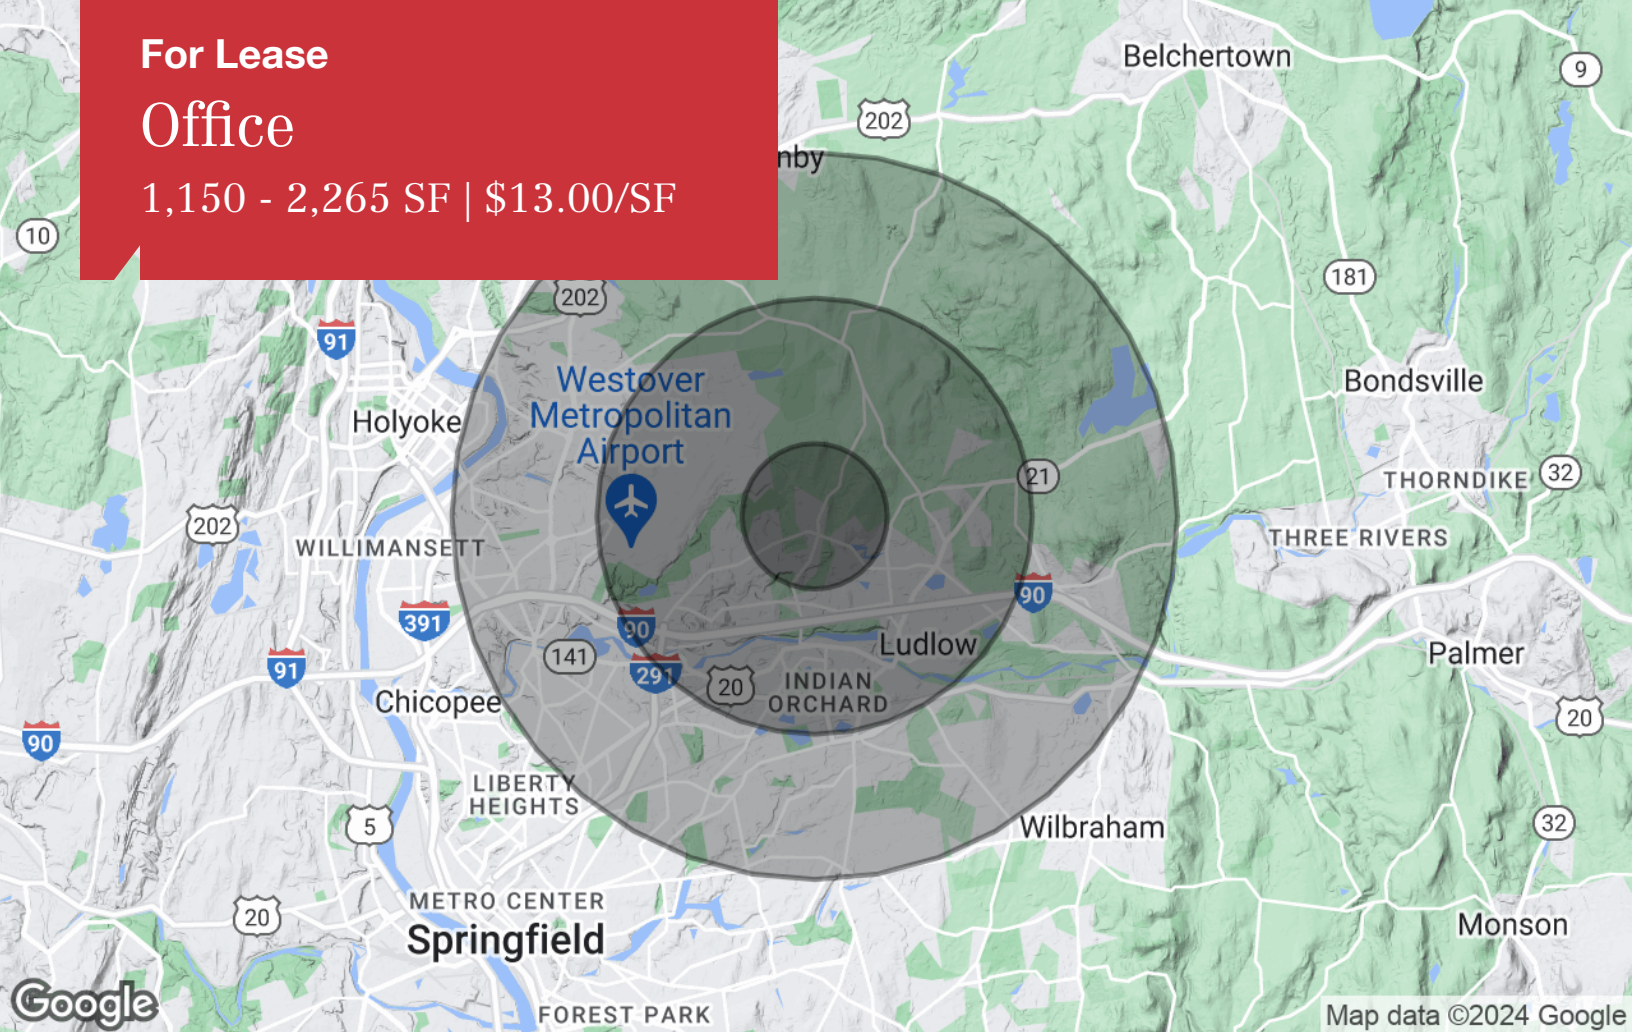 For Lease
Office
1,150 - 2,265 SF | $13.00/SF
Belchertown
9
202
nby
10
181
202
91
Westover
Metropolitan
Airport
Bondsville
Holyoke
21
THORNDIKE
32
202
WILLIMANSETT
THREE RIVERS
90
391
90
141
Ludlow
Palmer
91
291
20
INDIAN
ORCHARD
Chicopee
20
90
LIBERTY
HEIGHTS
5
Wilbraham
32
METRO CENTER
20
Springfield
Monson
Google
FOREST PARK
Map data ©2024 Google